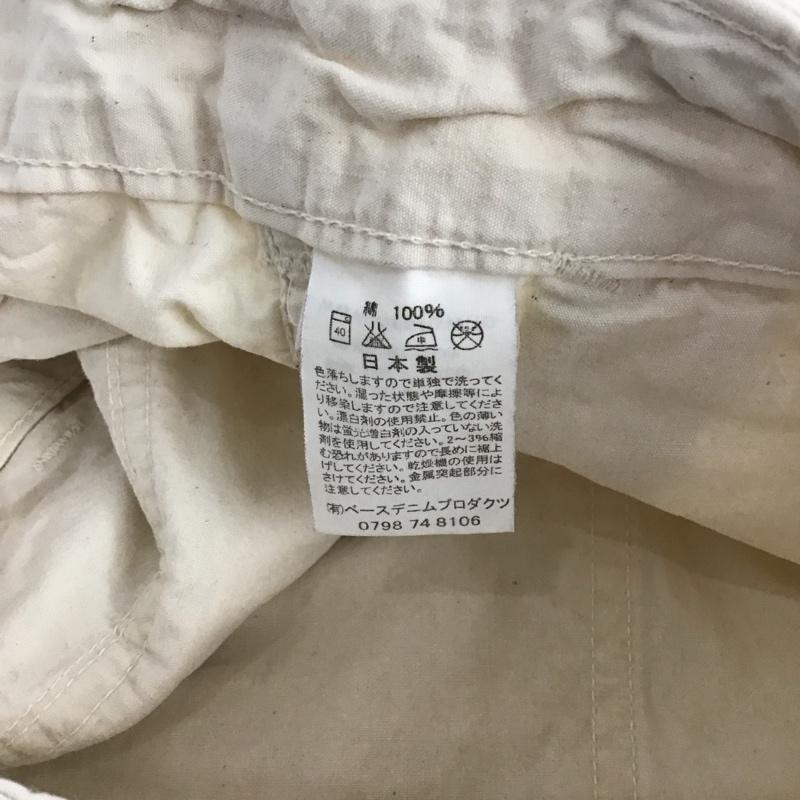 綿 100%
40 中
日本製
色落ちしますので単独で洗ってく
ださい。湿った状態や摩擦等によ
り移染しますので注意してくださ
い。漂白剤の使用禁止。色の薄い
物は蛍光増白剤の入っていない洗
剤を使用してください。2〜3%縮
む恐れがありますので長めに裾上
げしてください。乾燥機の使用は
さけてください。金属突起部分に
注意してください。
(有)ベースデニムプロダクツ
0798 74 8106